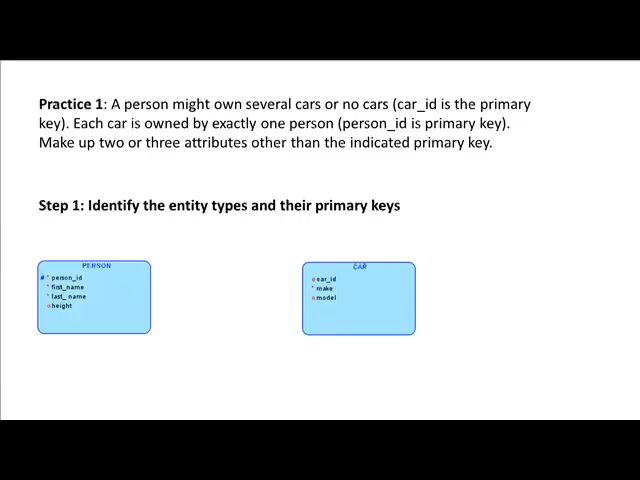 Practice 1: A person might own several cars or no cars (car_id is the primary
key). Each car is owned by exactly one person (person_id is primary key).
Make up two or three attributes other than the indicated primary key.
Step 1: Identify the entity types and their primary keys
PERSON
# * person_id
* first_name
* last_ name
o height
CAR
o car_id
* make
o model